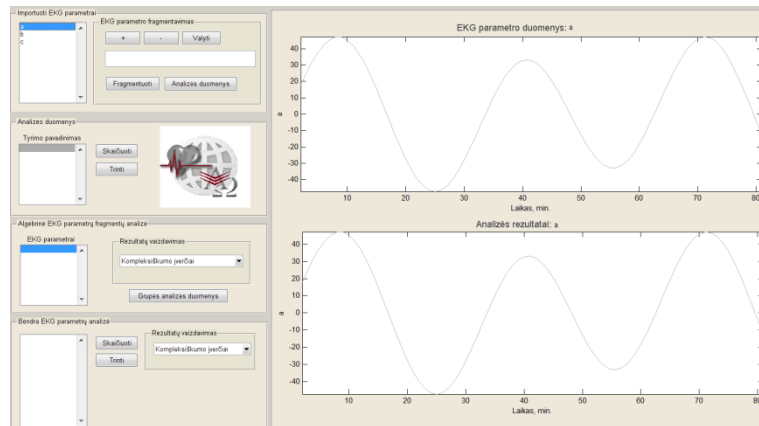 Importuoti EKG parametrai
a
b
c
EKG parametro fragmentavimas
+ - Valyti
Fragmentuoti Analizės duomenys
Analizės duomenys
Tyrimo pavadinimas
Skaičiuoti
Trinti
ΑΩ
Algebrinė EKG parametrų fragmentų analizė
EKG parametrai
Rezultatų vaizdavimas
Kompleksiškumo įverčiai
Grupės analizės duomenys
Bendra EKG parametrų analizė
Skaičiuoti
Trinti
Rezultatų vaizdavimas
Kompleksiškumo įverčiai
EKG parametro duomenys: a
40
30
20
10
0
-10
-20
-30
-40
a
10 20 30 40 50 60 70 80
Laikas, min.
Analizės rezultatai: a
40
30
20
10
0
-10
-20
-30
-40
a
10 20 30 40 50 60 70 80
Laikas, min.